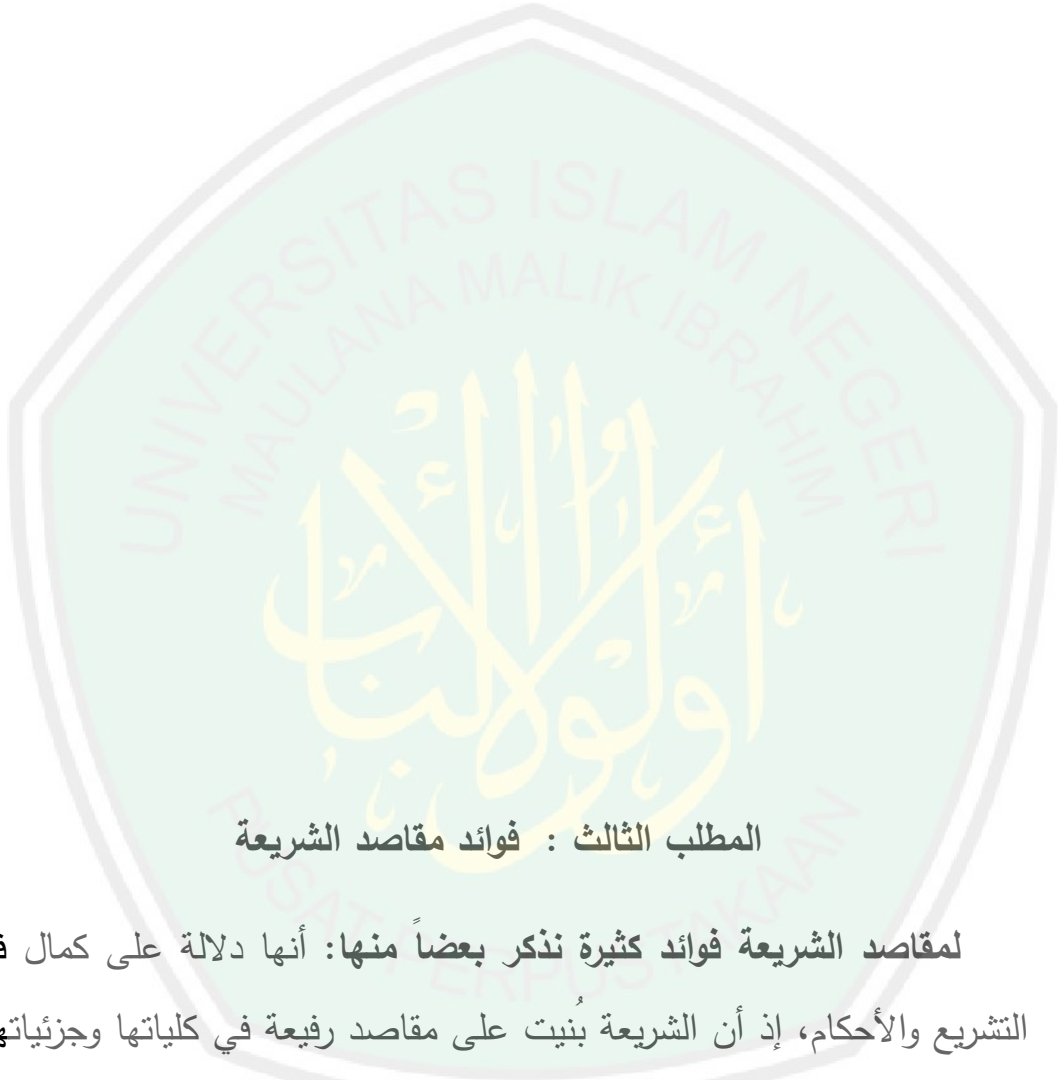 UNIVERSITAS ISLAM NEGERI
MAULANA MALIK IBRAHIM
أولو الألباب
PUSAT PERPUSTAKAAN
المطلب الثالث : فوائد مقاصد الشريعة
لمقاصد الشريعة فوائد كثيرة نذكر بعضاً منها: أنها دلالة على كمال
التشريع والأحكام، إذ أن الشريعة بُنيت على مقاصد رفيعة في كلياتها وجزئياتها